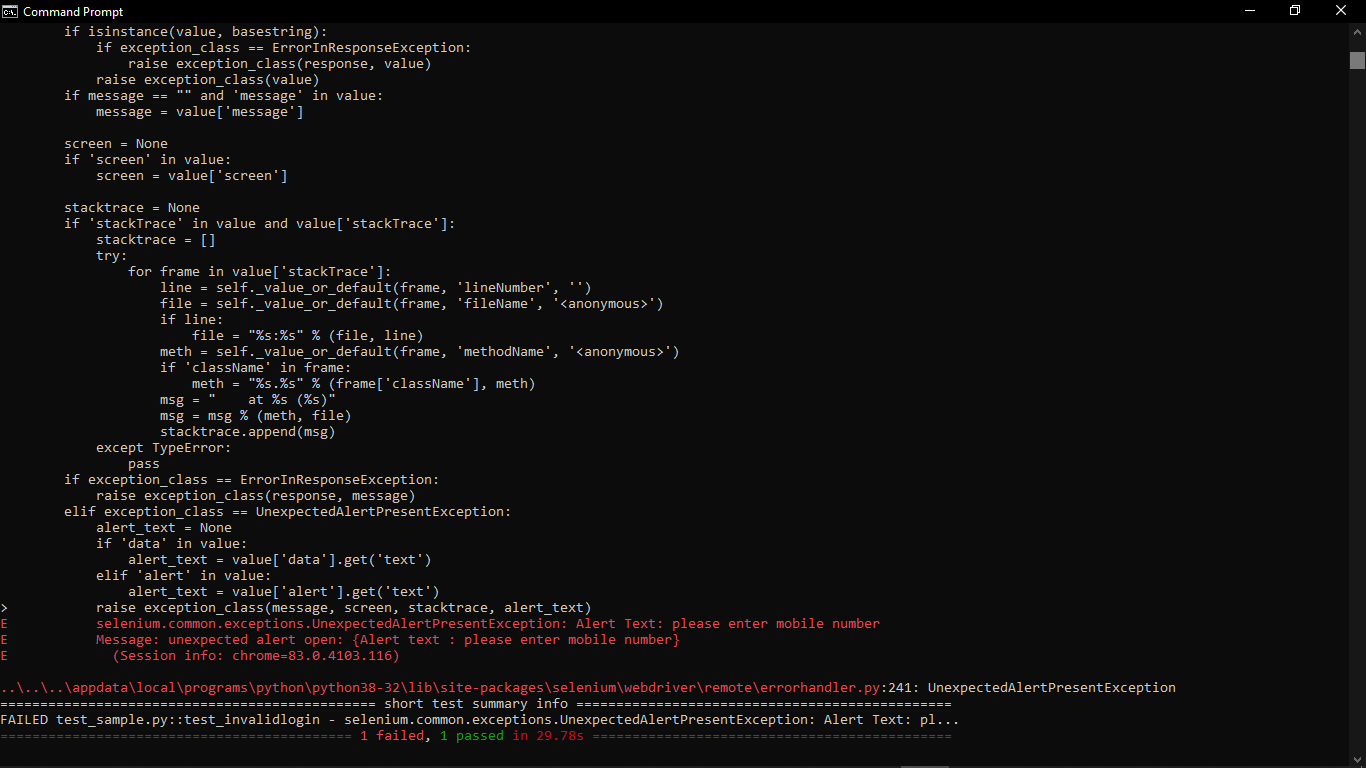 Command Prompt
if isinstance(value, basestring):
if exception_class == ErrorInResponseException:
raise exception_class(response, value)
raise exception_class(value)
if message == "" and 'message' in value:
message = value['message']
screen = None
if 'screen' in value:
screen = value['screen']
stacktrace = None
if 'stackTrace' in value and value['stackTrace']:
stacktrace = []
try:
for frame in value['stackTrace']:
line = self._value_or_default(frame, 'lineNumber', '')
file = self._value_or_default(frame, 'fileName', '<anonymous>')
if line:
file = "%s:%s" % (file, line)
meth = self._value_or_default(frame, 'methodName', '<anonymous>')
if 'className' in frame:
meth = "%s.%s" % (frame['className'], meth)
msg = "    at %s (%s)"
msg = msg % (meth, file)
stacktrace.append(msg)
except TypeError:
pass
if exception_class == ErrorInResponseException:
raise exception_class(response, message)
elif exception_class == UnexpectedAlertPresentException:
alert_text = None
if 'data' in value:
alert_text = value['data'].get('text')
elif 'alert' in value:
alert_text = value['alert'].get('text')
> raise exception_class(message, screen, stacktrace, alert_text)
E selenium.common.exceptions.UnexpectedAlertPresentException: Alert Text: please enter mobile number
E Message: unexpected alert open: {Alert text : please enter mobile number}
E (Session info: chrome=83.0.4103.116)
..\..\..\appdata\local\programs\python\python38-32\lib\site-packages\selenium\webdriver\remote\errorhandler.py:241: UnexpectedAlertPresentException
=============================================== short test summary info ===============================================
FAILED test_sample.py::test_invalidlogin - selenium.common.exceptions.UnexpectedAlertPresentException: Alert Text: pl...
============================================ 1 failed, 1 passed in 29.78s =============================================